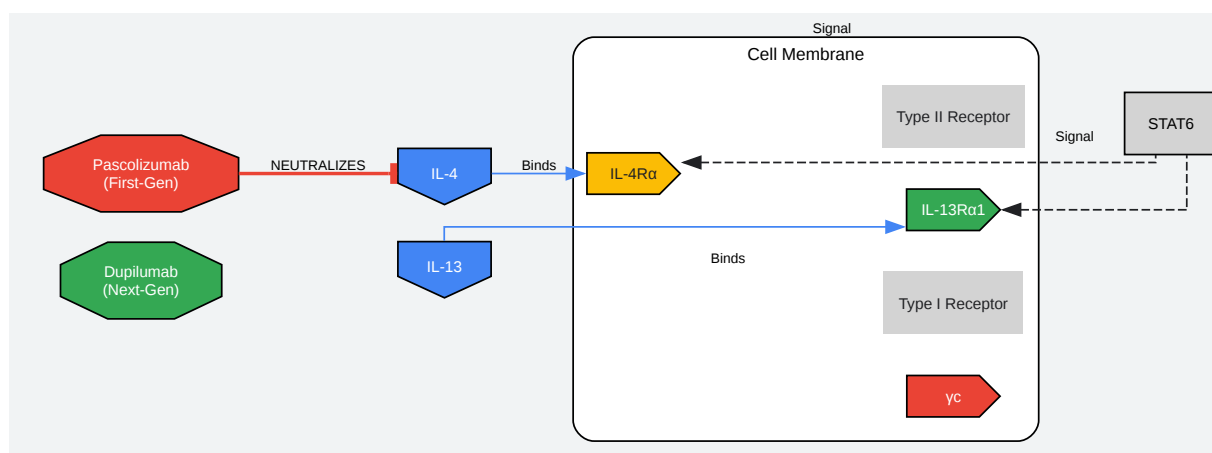 Signal
Cell Membrane
Type II Receptor
STAT6
Signal
Pascolizumab
(First-Gen)
NEUTRALIZES
IL-4
Binds
IL-4Rα
IL-13Rα1
Dupilumab
(Next-Gen)
IL-13
Binds
Type I Receptor
γc